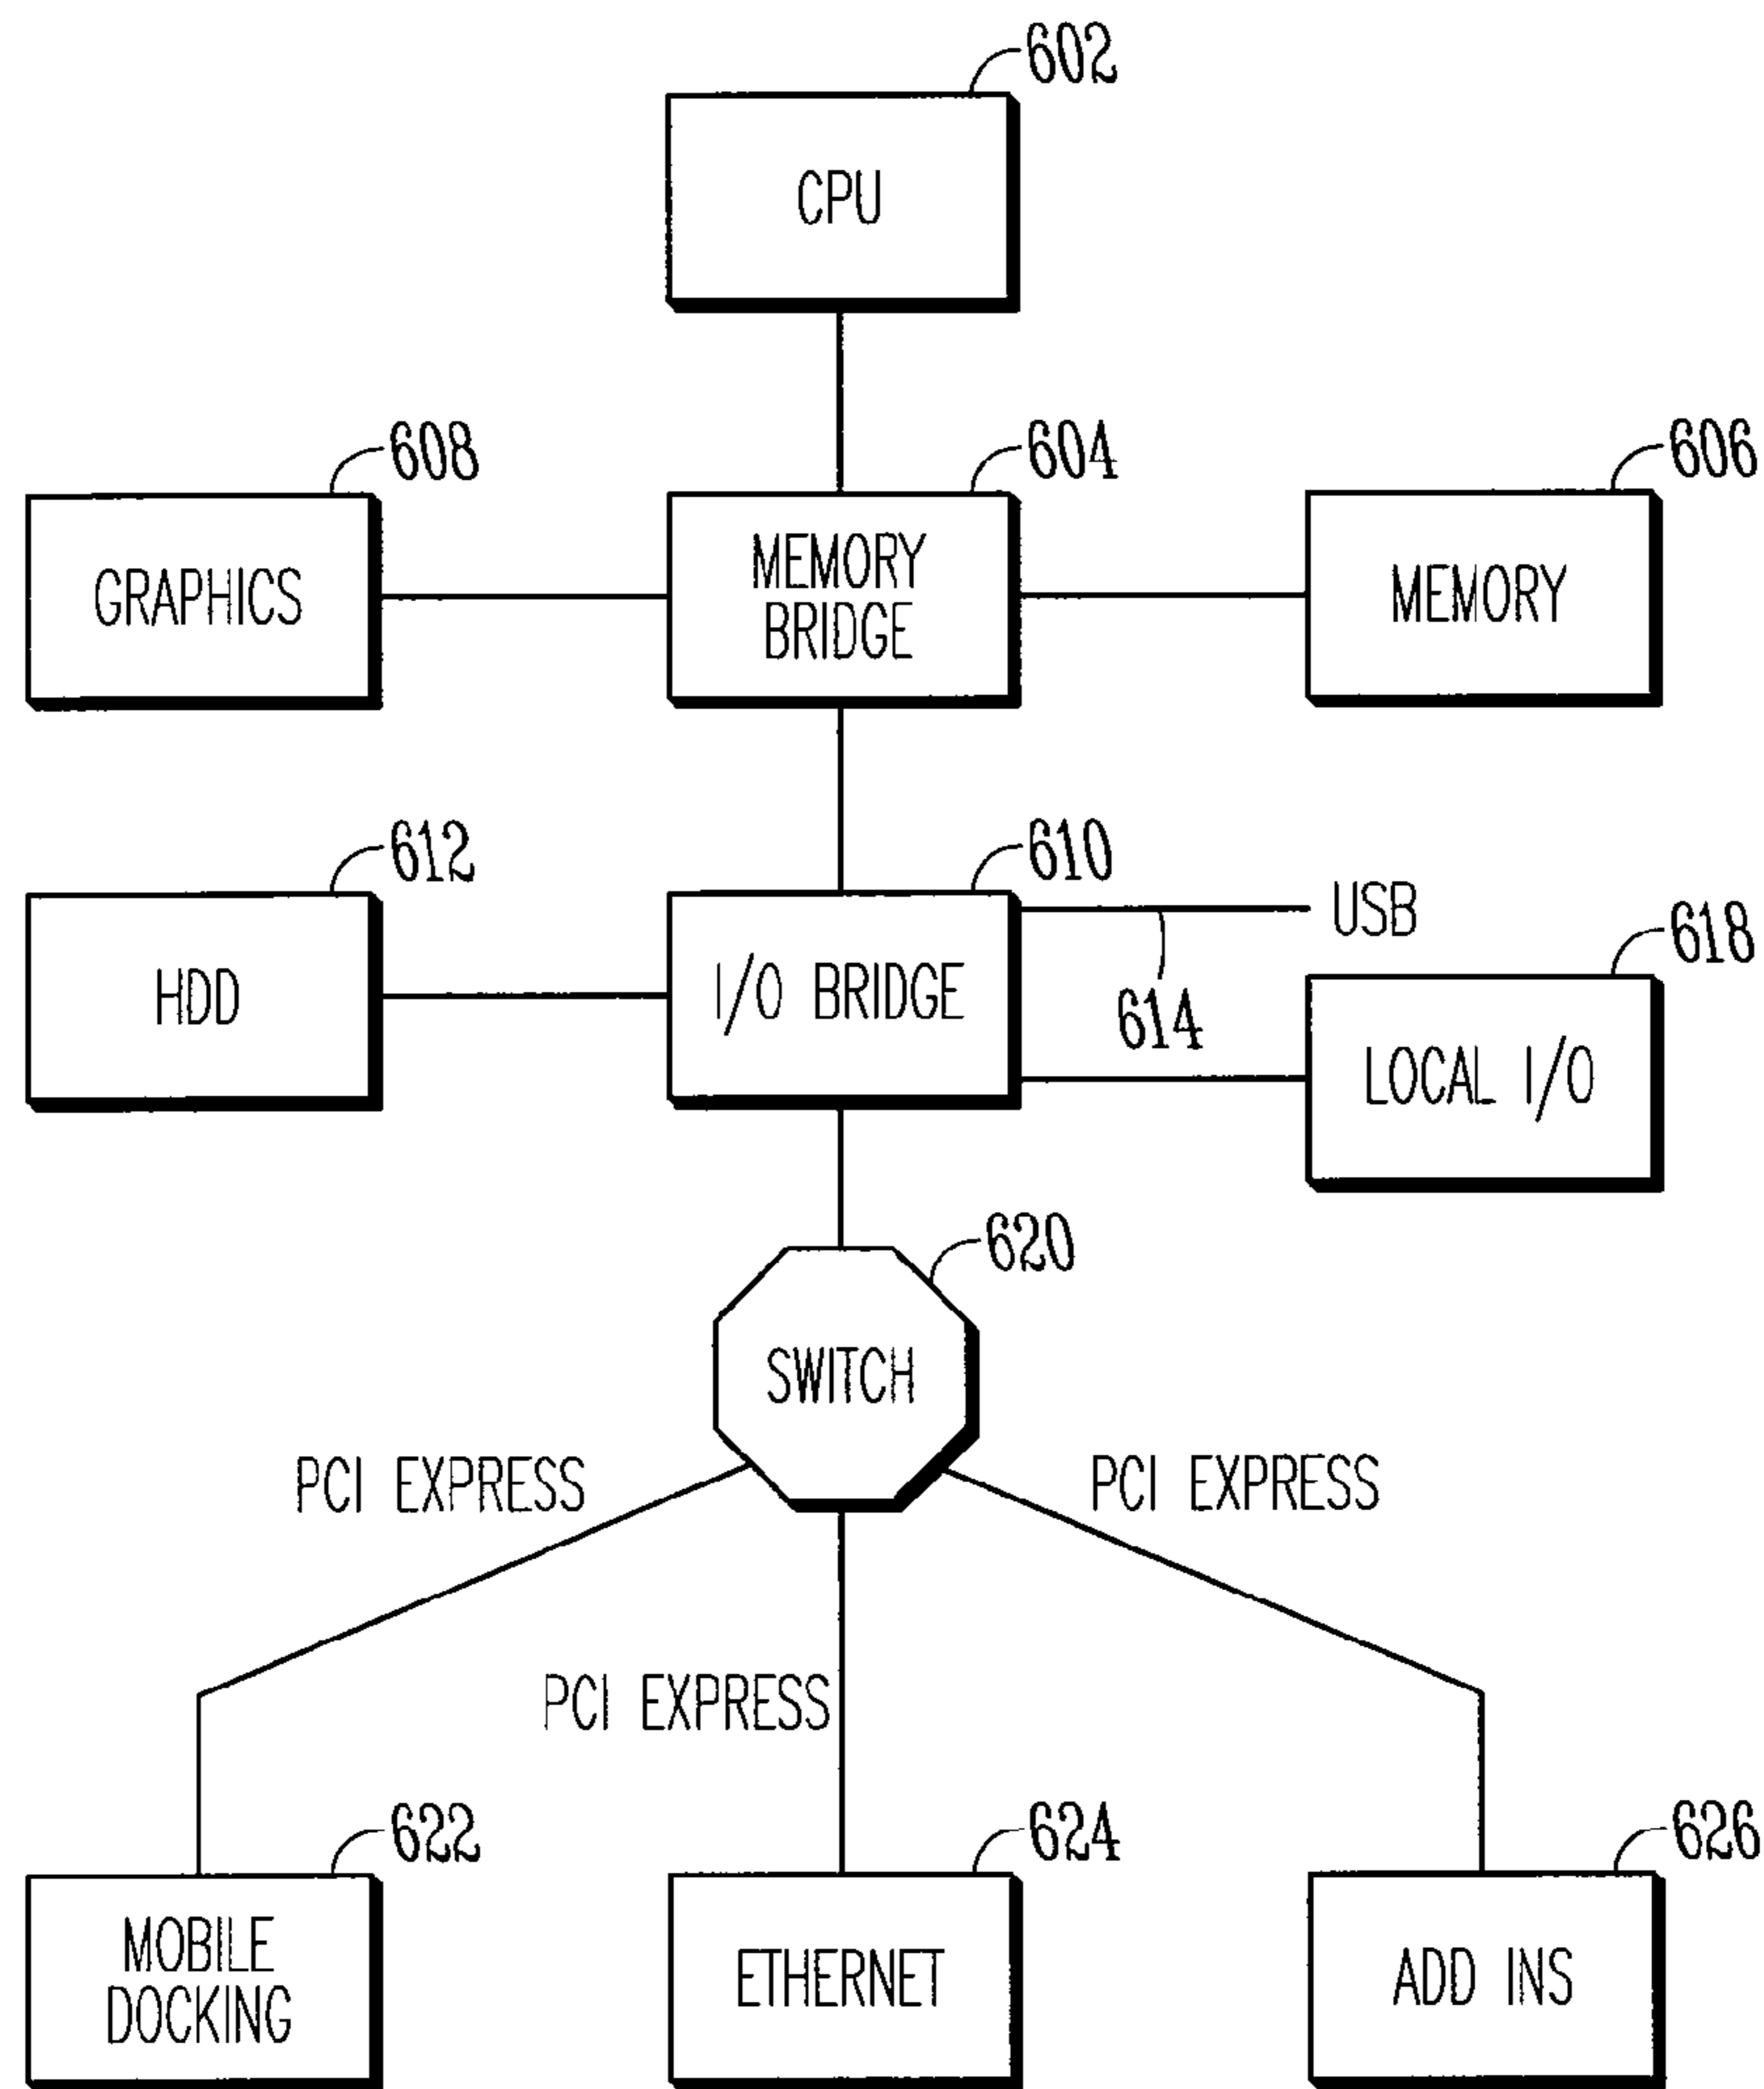 602
CPU
608
604
606
GRAPHICS
MEMORY
BRIDGE
MEMORY
612
610
USB
618
HDD
I/O BRIDGE
614
LOCAL I/O
620
SWITCH
PCI EXPRESS
PCI EXPRESS
PCI EXPRESS
622
624
626
MOBILE
DOCKING
ETHERNET
ADD INS